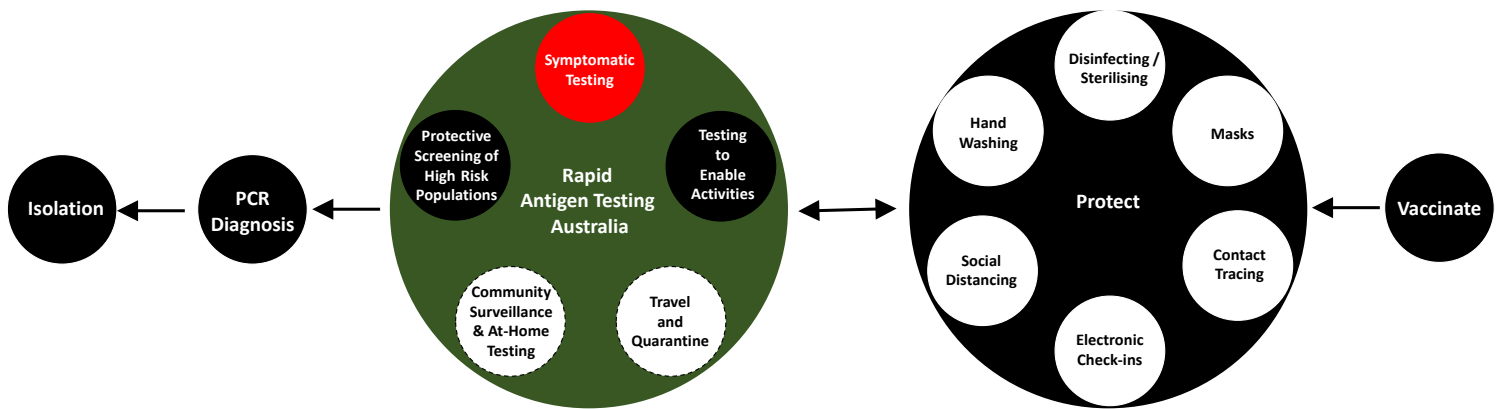 Isolation
PCR
Diagnosis
Symptomatic
Testing
Protective
Screening of
High Risk
Populations
Testing
to
Enable
Activities
Rapid
Antigen Testing
Australia
Community
Surveillance
& At-Home
Testing
Travel
and
Quarantine
Disinfecting /
Sterilising
Hand
Washing
Masks
Protect
Social
Distancing
Contact
Tracing
Electronic
Check-ins
Vaccinate